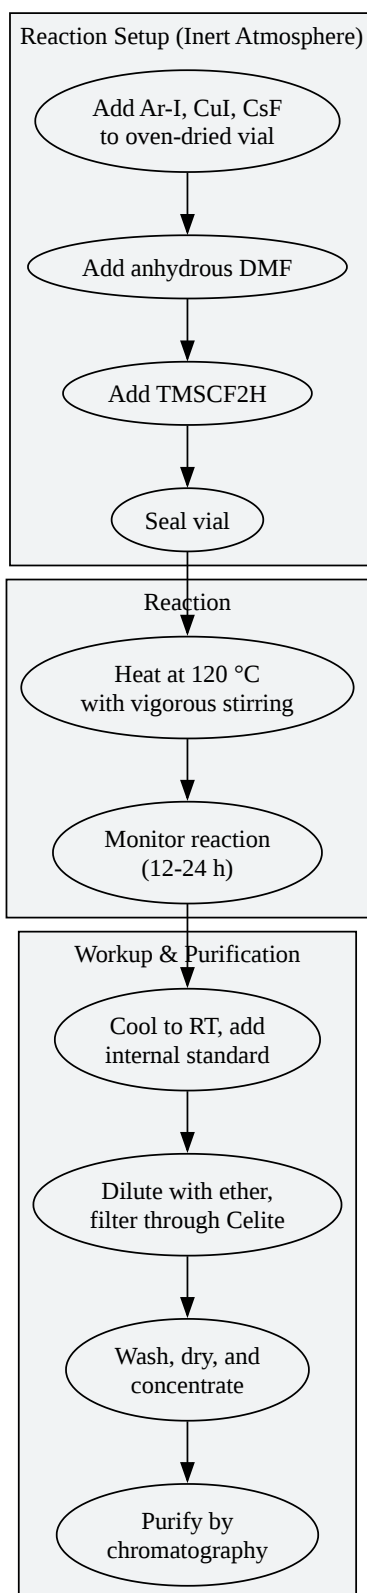 Reaction Setup (Inert Atmosphere)
Add Ar-I, CuI, CsF
to oven-dried vial
Add anhydrous DMF
Add TMSCF2H
Seal vial
Reaction
Heat at 120 °C
with vigorous stirring
Monitor reaction
(12-24 h)
Workup & Purification
Cool to RT, add
internal standard
Dilute with ether,
filter through Celite
Wash, dry, and
concentrate
Purify by
chromatography